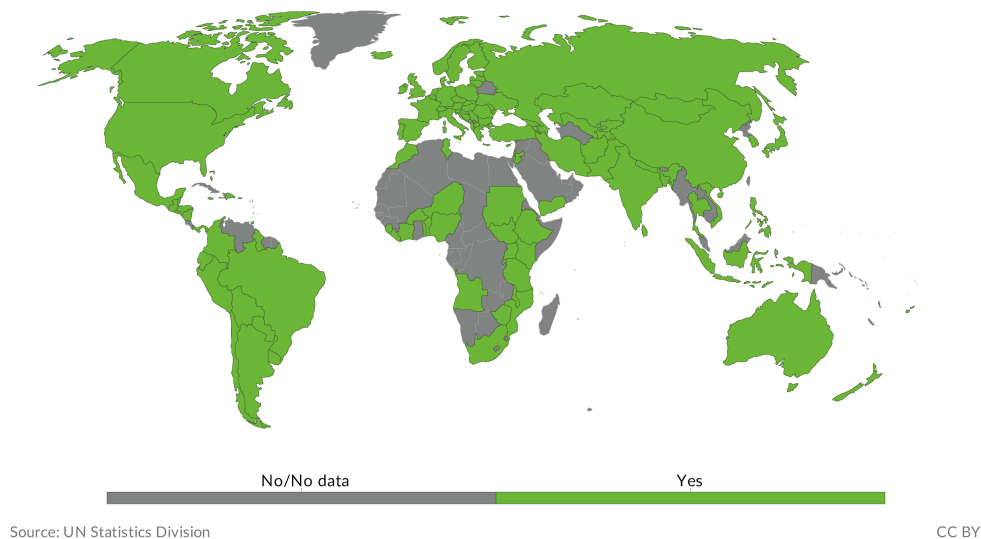 No/No data
Yes
Source: UN Statistics Division
CC BY